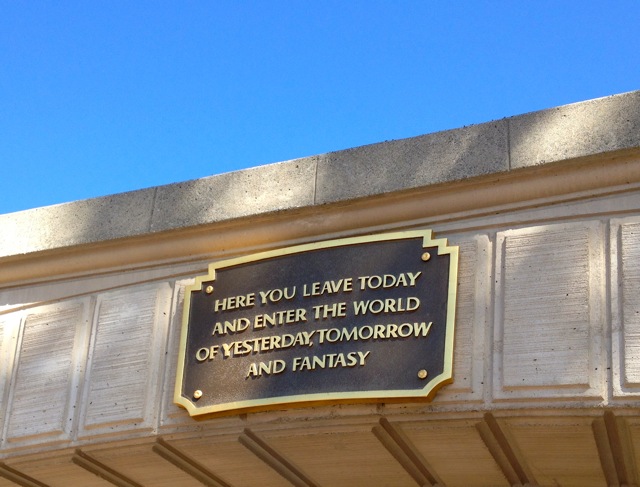 HERE YOU LEAVE TODAY
AND ENTER THE WORLD
OF YESTERDAY, TOMORROW
AND FANTASY